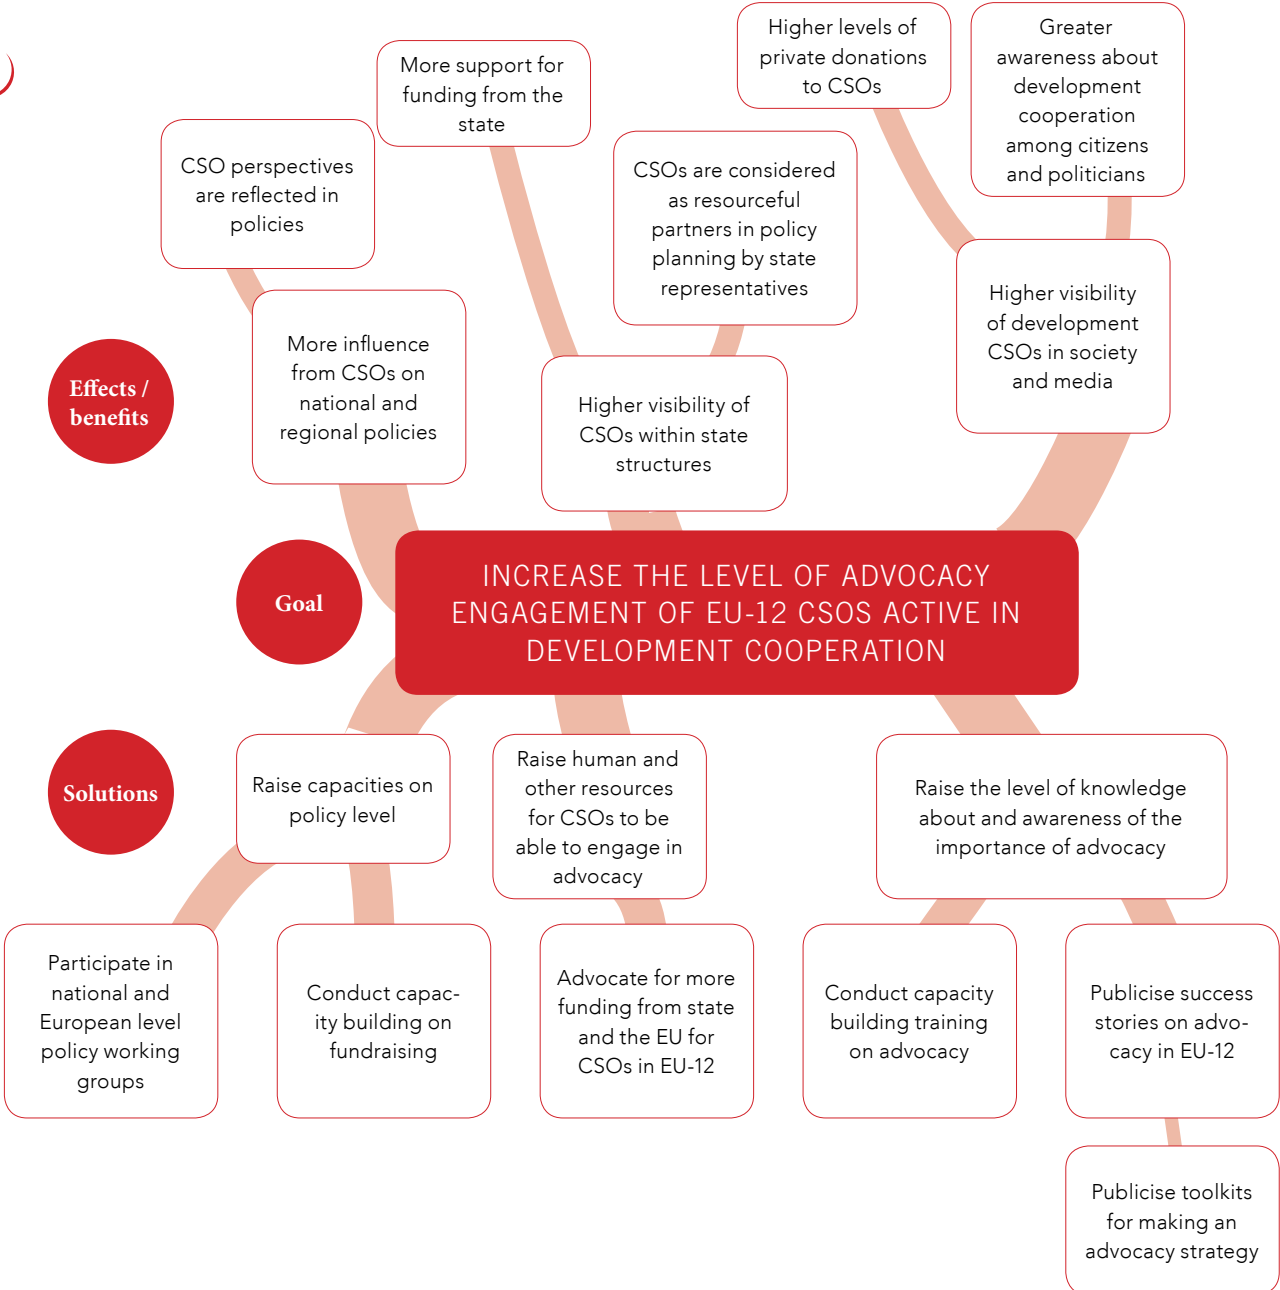 Higher levels of
private donations
to CSOs
Greater
awareness about
development
cooperation
among citizens
and politicians
More support for
funding from the
state
CSO perspectives
are reflected in
policies
CSOs are considered
as resourceful
partners in policy
planning by state
representatives
Higher visibility
of development
CSOs in society
and media
More influence
from CSOs on
national and
regional policies
Effects /
benefits
Higher visibility of
CSOs within state
structures
Goal
INCREASE THE LEVEL OF ADVOCACY
ENGAGEMENT OF EU-12 CSOS ACTIVE IN
DEVELOPMENT COOPERATION
Solutions
Raise capacities on
policy level
Raise human and
other resources
for CSOs to be
able to engage in
advocacy
Raise the level of knowledge
about and awareness of the
importance of advocacy
Participate in
national and
European level
policy working
groups
Conduct capac-
ity building on
fundraising
Advocate for more
funding from state
and the EU for
CSOs in EU-12
Conduct capacity
building training
on advocacy
Publicise success
stories on advo-
cacy in EU-12
Publicise toolkits
for making an
advocacy strategy